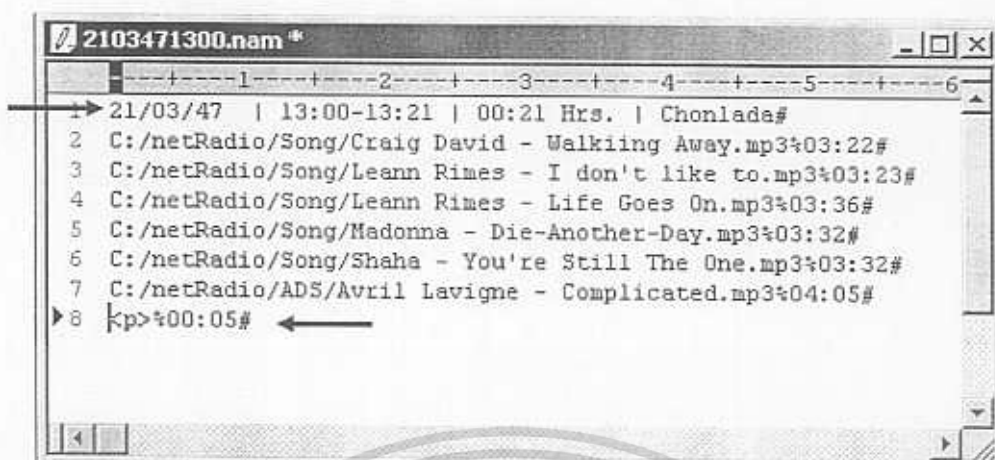 2103471300.nam *
----+----1----+----2----+----3----+----4----+----5----+----6
1 21/03/47 | 13:00-13:21 | 00:21 Hrs. | Chonlada#
2 C:/netRadio/Song/Craig David - Walkiing Away.mp3%03:22#
3 C:/netRadio/Song/Leann Rimes - I don't like to.mp3%03:23#
4 C:/netRadio/Song/Leann Rimes - Life Goes On.mp3%03:36#
5 C:/netRadio/Song/Madonna - Die-Another-Day.mp3%03:32#
6 C:/netRadio/Song/Shaha - You're Still The One.mp3%03:32#
7 C:/netRadio/ADS/Avril Lavigne - Complicated.mp3%04:05#
8 <p>%00:05#